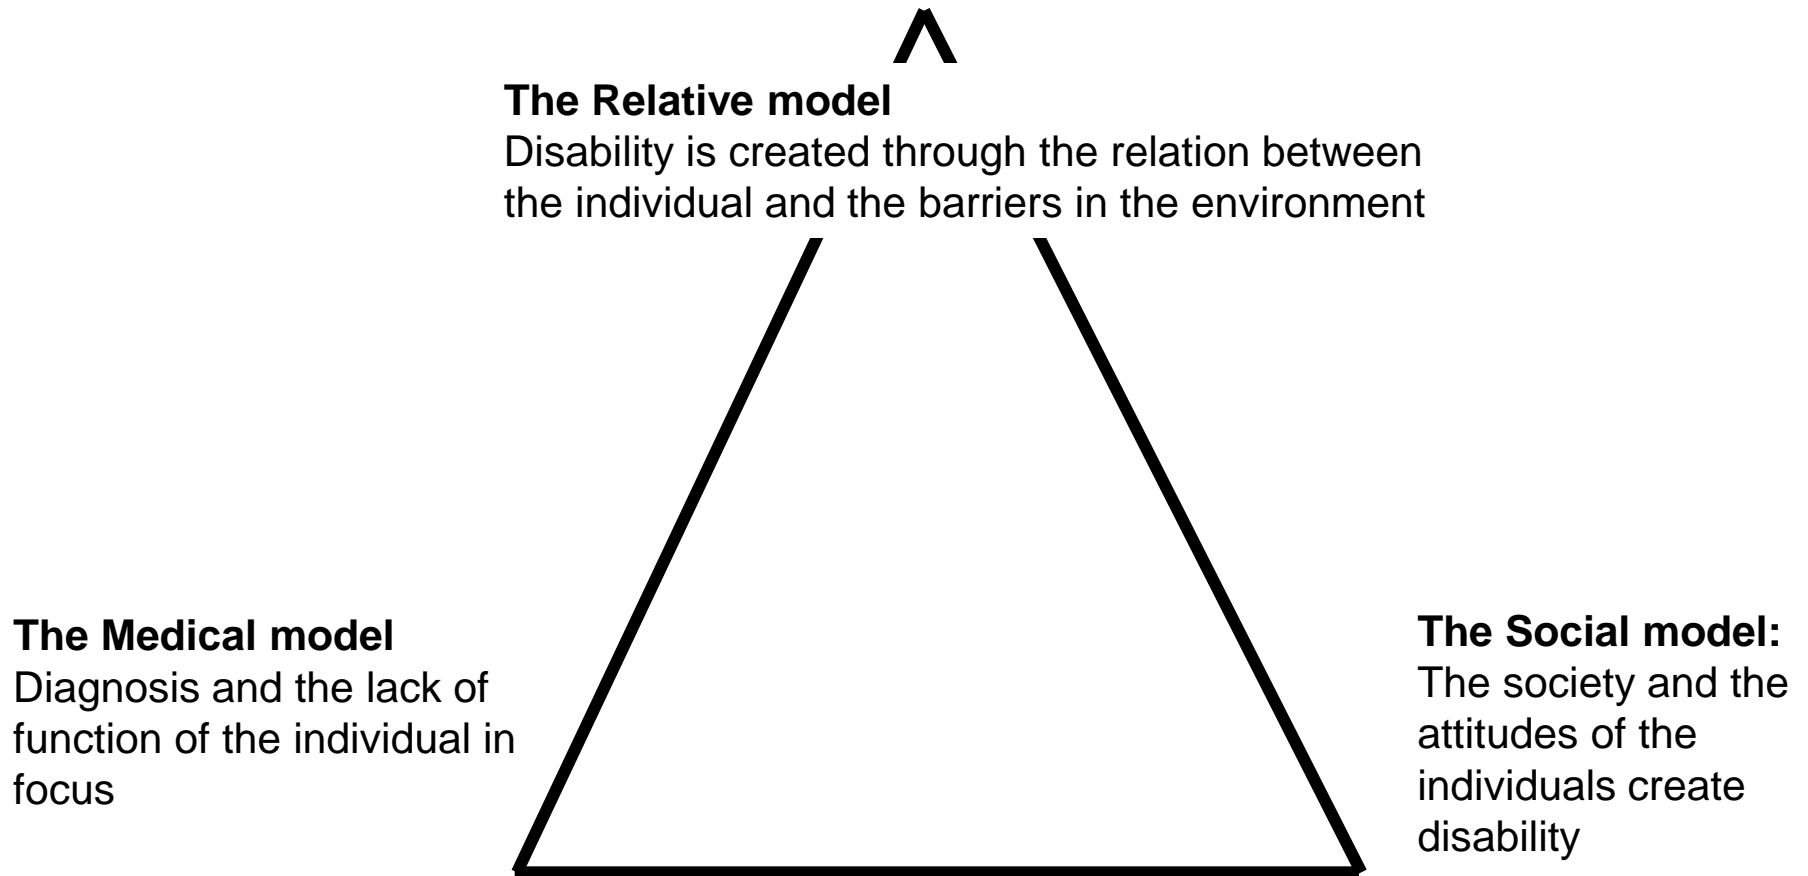 The Relative model
Disability is created through the relation between
the individual and the barriers in the environment
The Medical model
Diagnosis and the lack of
function of the individual in
focus
The Social model:
The society and the
attitudes of the
individuals create
disability